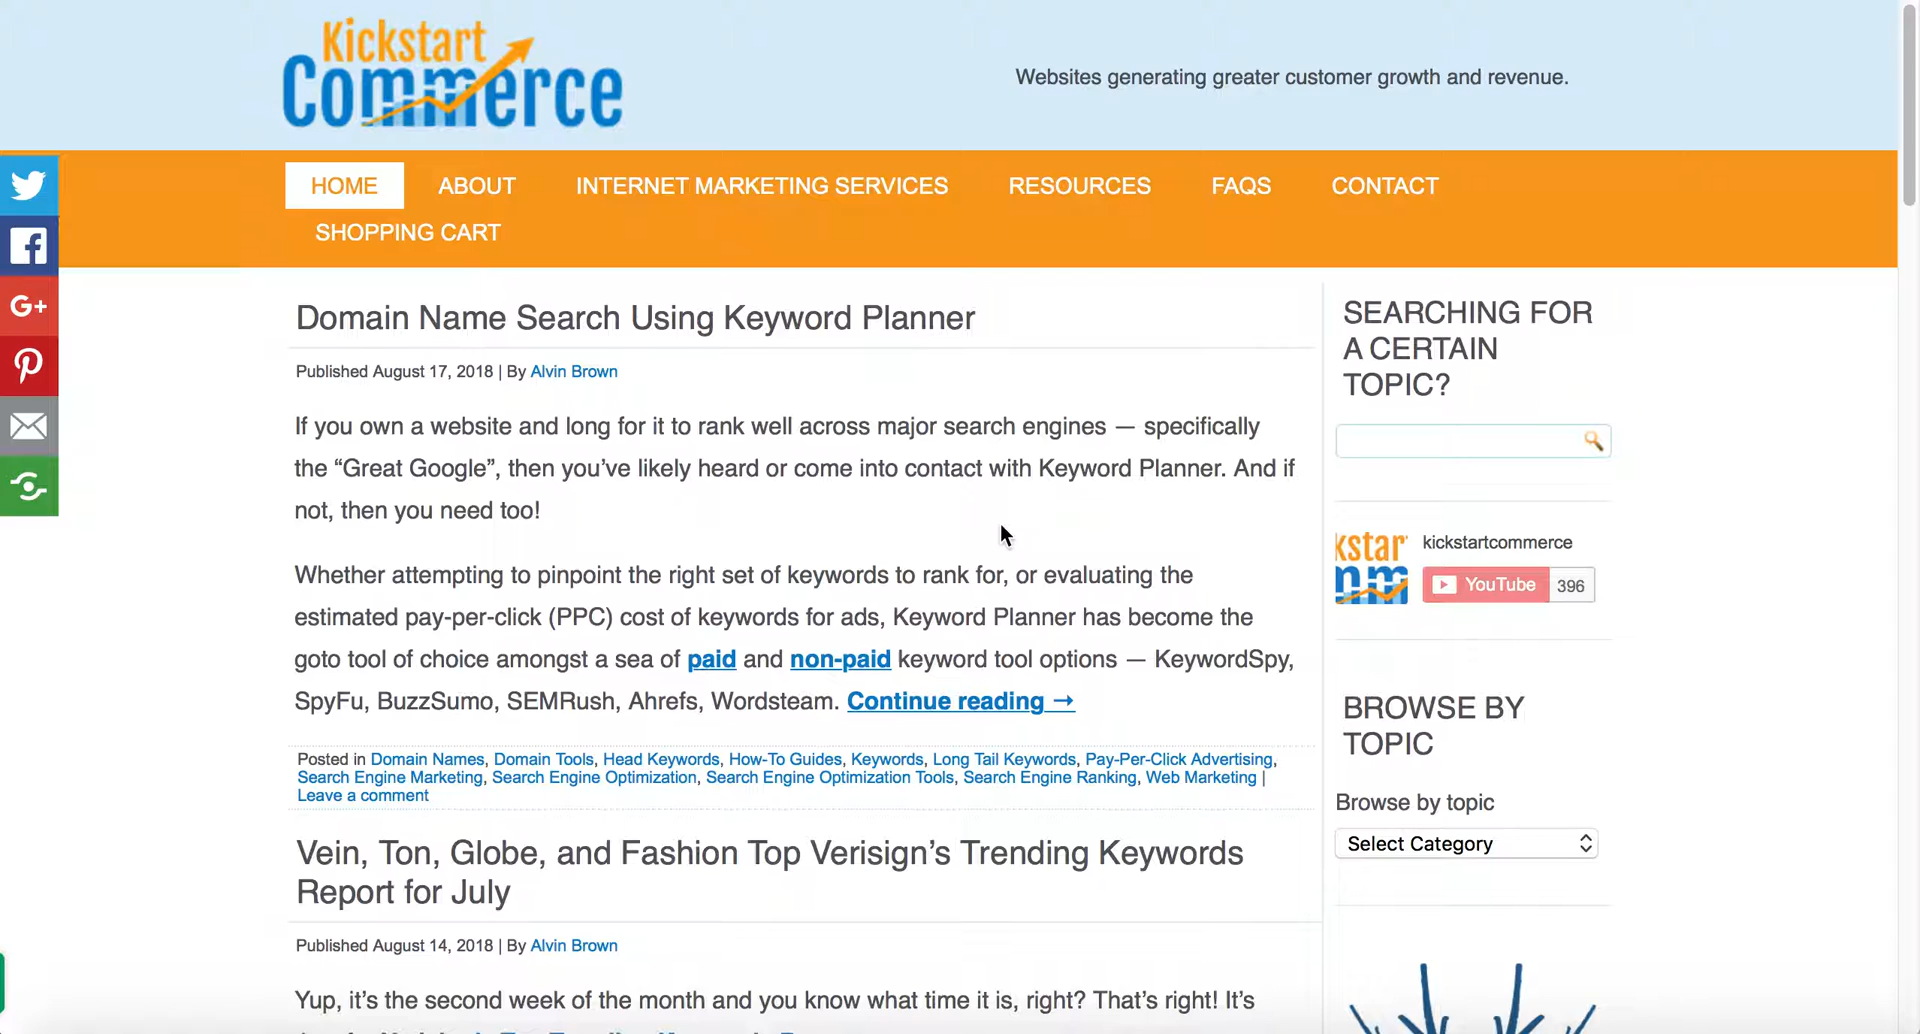 Kickstart
Commerce
Websites generating greater customer growth and revenue.
HOME ABOUT INTERNET MARKETING SERVICES RESOURCES FAQS CONTACT
SHOPPING CART
G+
Domain Name Search Using Keyword Planner
Published August 17, 2018 | By Alvin Brown
If you own a website and long for it to rank well across major search engines — specifically
the “Great Google”, then you’ve likely heard or come into contact with Keyword Planner. And if
not, then you need too!
Whether attempting to pinpoint the right set of keywords to rank for, or evaluating the
estimated pay-per-click (PPC) cost of keywords for ads, Keyword Planner has become the
goto tool of choice amongst a sea of paid and non-paid keyword tool options — KeywordSpy,
SpyFu, BuzzSumo, SEMRush, Ahrefs, Wordsteam. Continue reading →
Posted in Domain Names, Domain Tools, Head Keywords, How-To Guides, Keywords, Long Tail Keywords, Pay-Per-Click Advertising,
Search Engine Marketing, Search Engine Optimization, Search Engine Optimization Tools, Search Engine Ranking, Web Marketing |
Leave a comment
Vein, Ton, Globe, and Fashion Top Verisign’s Trending Keywords
Report for July
Published August 14, 2018 | By Alvin Brown
Yup, it’s the second week of the month and you know what time it is, right? That’s right! It’s
SEARCHING FOR
A CERTAIN
TOPIC?
kickstartcommerce
YouTube 396
BROWSE BY
TOPIC
Browse by topic
Select Category